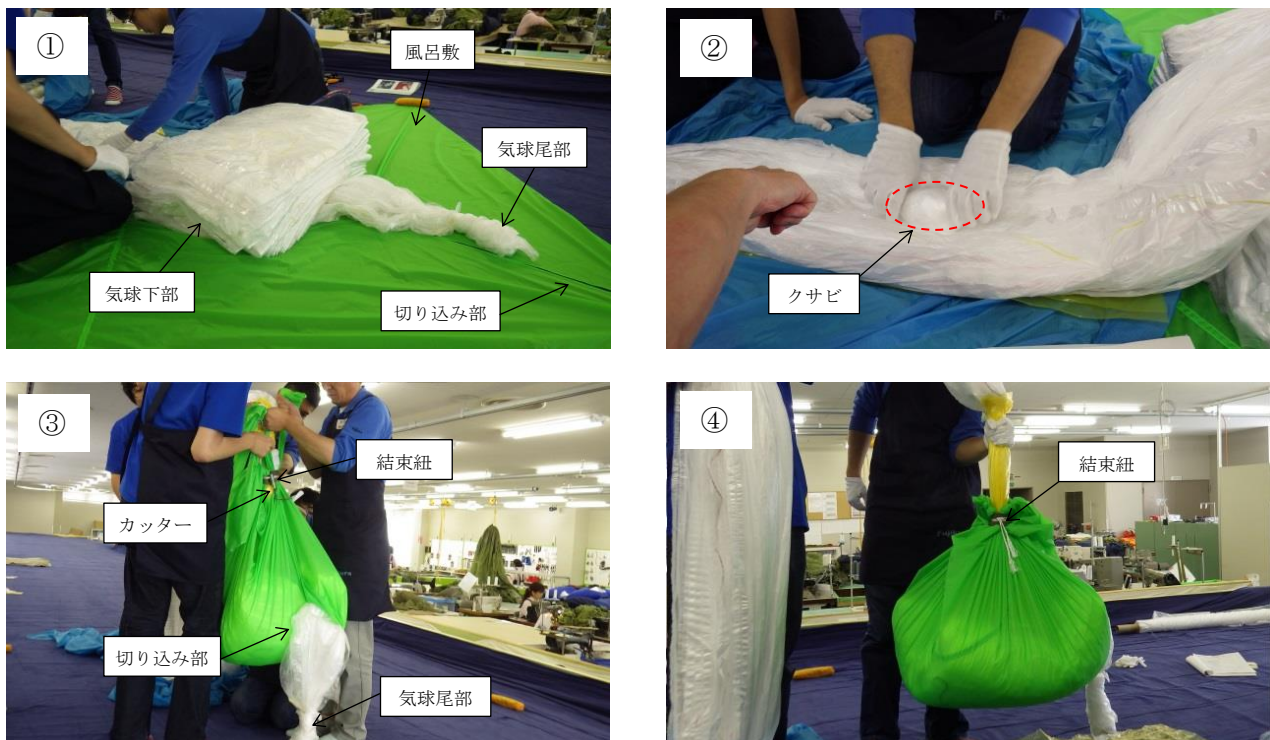 ①
風呂敷
気球尾部
気球下部
切り込み部
②
クサビ
③
結束紐
カッター
切り込み部
気球尾部
④
結束紐